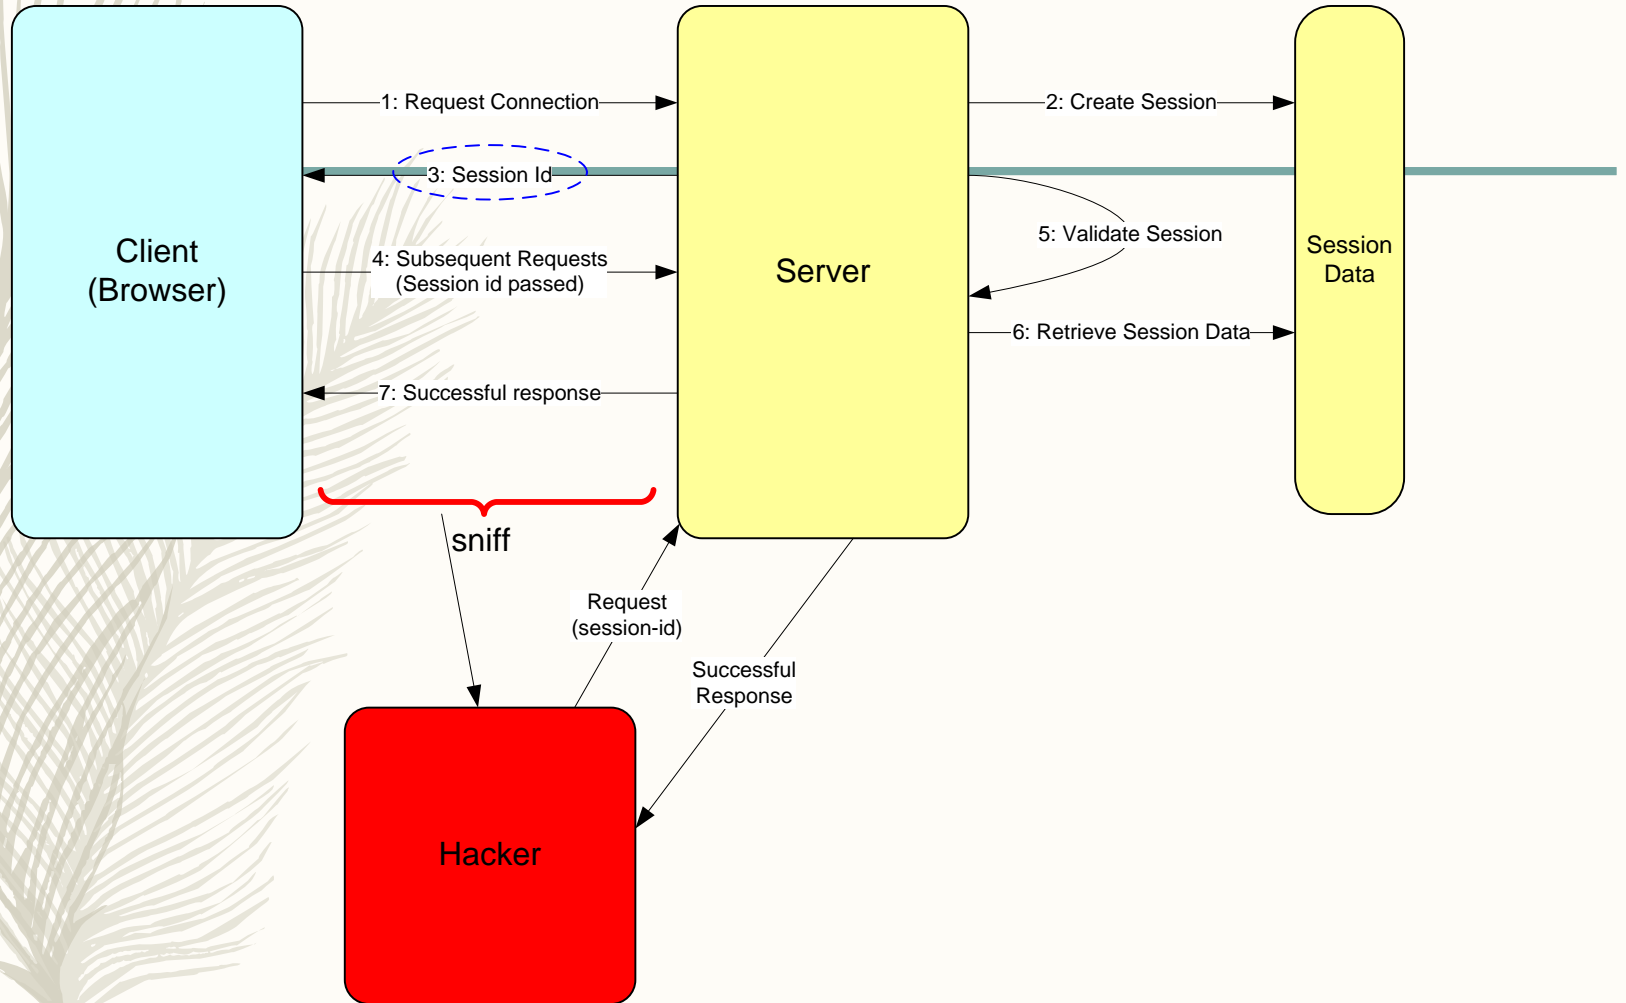 1: Request Connection
2: Create Session
3: Session Id
Client
(Browser)
4: Subsequent Requests
(Session id passed)
Server
5: Validate Session
Session
Data
6: Retrieve Session Data
7: Successful response
sniff
Request
(session-id)
Successful
Response
Hacker